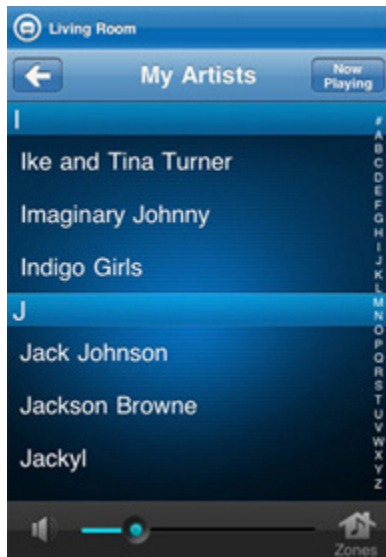 Living Room
My Artists
Now
Playing
I
Ike and Tina Turner
Imaginary Johnny
Indigo Girls
J
Jack Johnson
Jackson Browne
Jackyl
#
A
B
C
D
E
F
G
H
I
J
K
L
M
N
O
P
Q
R
S
T
U
V
W
X
Y
Z
Zones